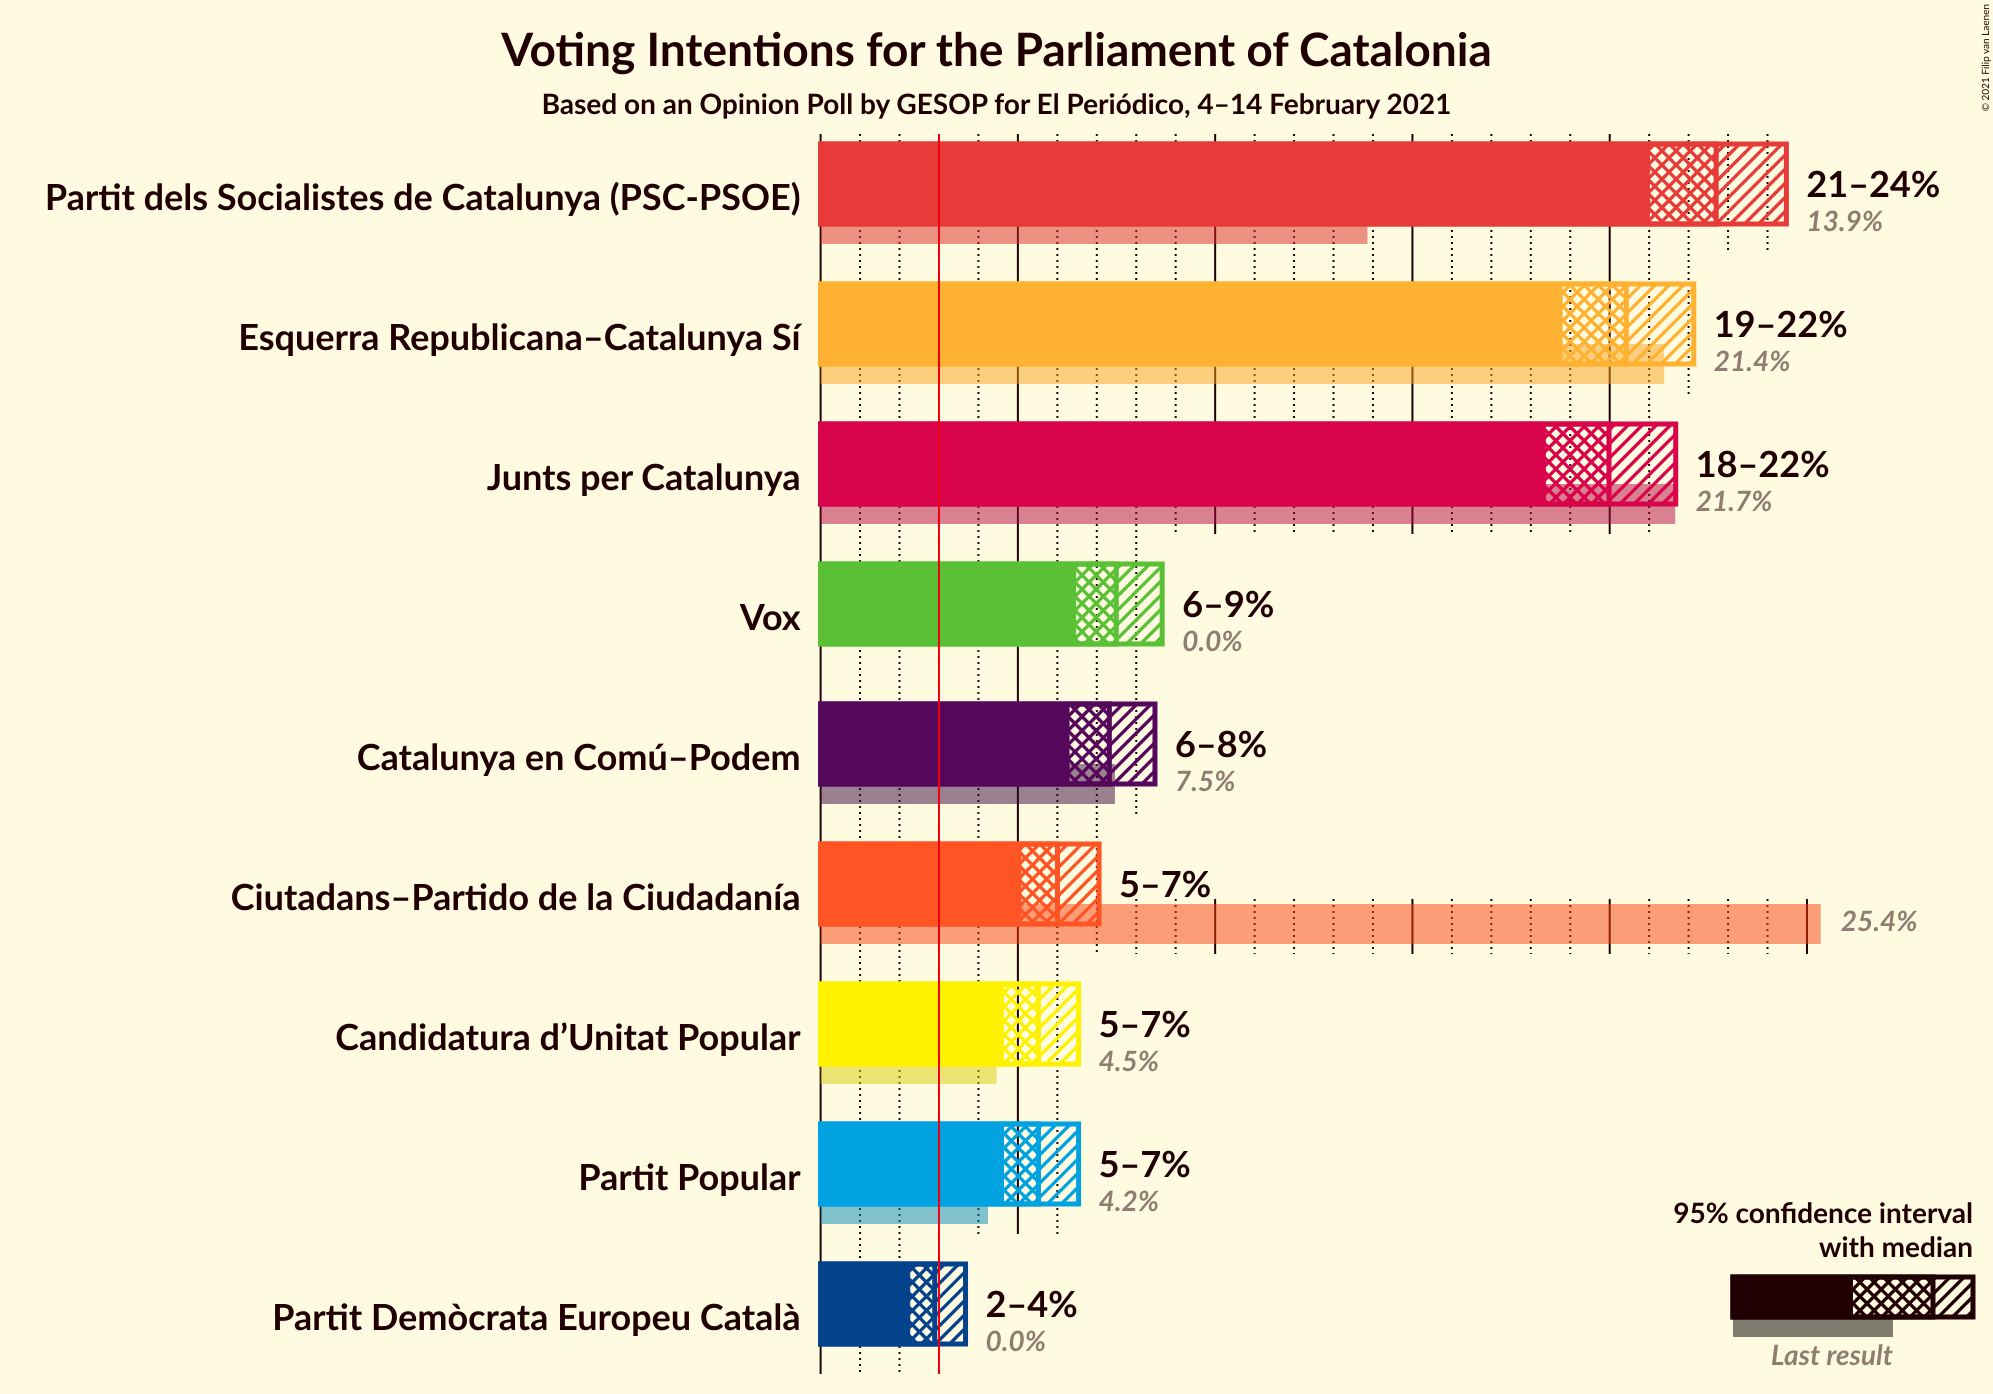 Voting Intentions for the Parliament of Catalonia
Based on an Opinion Poll by GESOP for El Periódico, 4–14 February 2021
© 2021 Filip van Laenen
Partit dels Socialistes de Catalunya (PSC-PSOE)
21–24%
13.9%
Esquerra Republicana–Catalunya Sí
19–22%
21.4%
Junts per Catalunya
18–22%
21.7%
Vox
6–9%
0.0%
Catalunya en Comú–Podem
6–8%
7.5%
Ciutadans–Partido de la Ciudadanía
5–7%
25.4%
Candidatura d’Unitat Popular
5–7%
4.5%
Partit Popular
5–7%
4.2%
Partit Demòcrata Europeu Català
2–4%
0.0%
95% confidence interval
with median
Last result